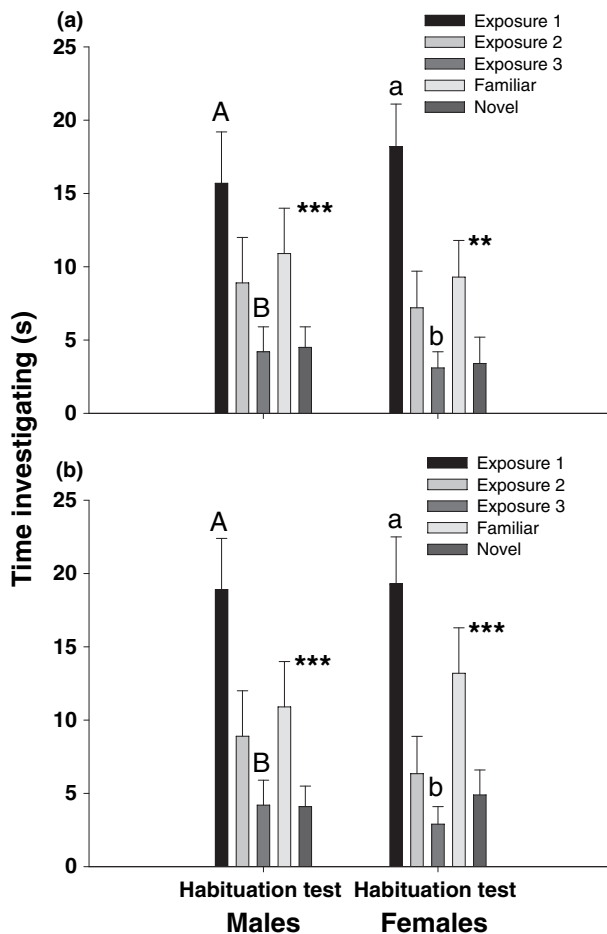 (a)
Exposure 1
Exposure 2
Exposure 3
Familiar
Novel
25
20
15
10
5
0
A
B
***
a
b
**
Time investigating (s)
(b)
Exposure 1
Exposure 2
Exposure 3
Familiar
Novel
25
20
15
10
5
0
A
B
***
a
b
***
Habituation test Habituation test
Males Females